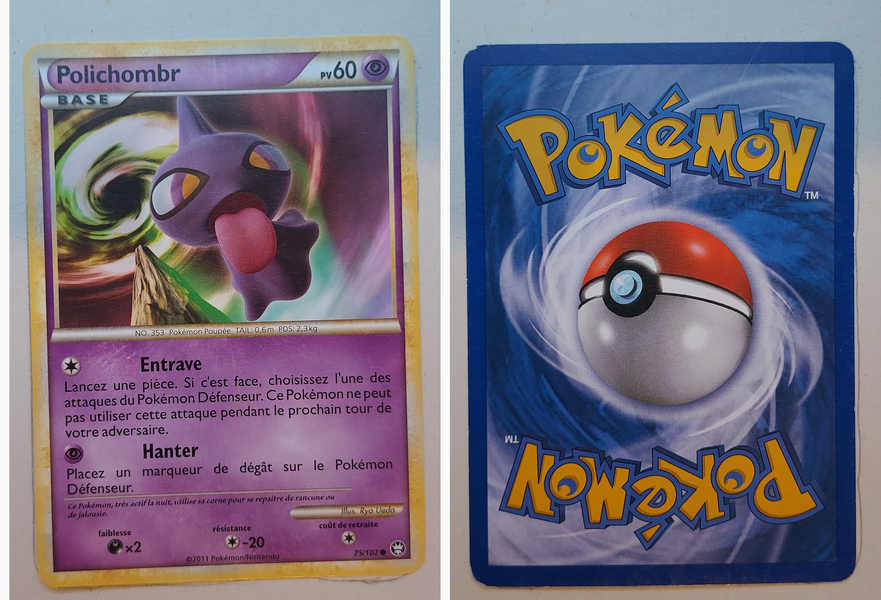 Polichombr
PV60
BASE
NO. 353 Pokémon Poupée TAIL: 0,6m PDS: 2,3kg
Entrave
Lancez une pièce. Si c'est face, choisissez l'une des
attaques du Pokémon Défenseur. Ce Pokémon ne peut
pas utiliser cette attaque pendant le prochain tour de
votre adversaire.
Hanter
Placez un marqueur de dégât sur le Pokémon
Défenseur.
Ce Pokémon, très actif la nuit, utilise sa corne pour se repaître de rancune ou
de jalousie.
Illus. Ryo Ueda
faiblesse
résistance
coût de retraite
x2
-20
©2011 Pokémon/Nintendo
75/102
POKéMON
TM
POKéMON
TM